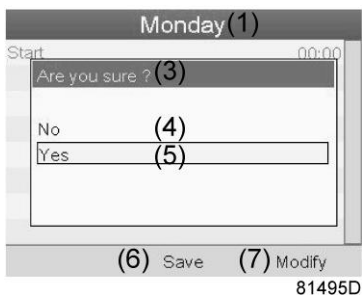 Monday(1)
Start 00:00
Are you sure ? (3)
No (4)
Yes (5)
(6) Save (7) Modify
81495D